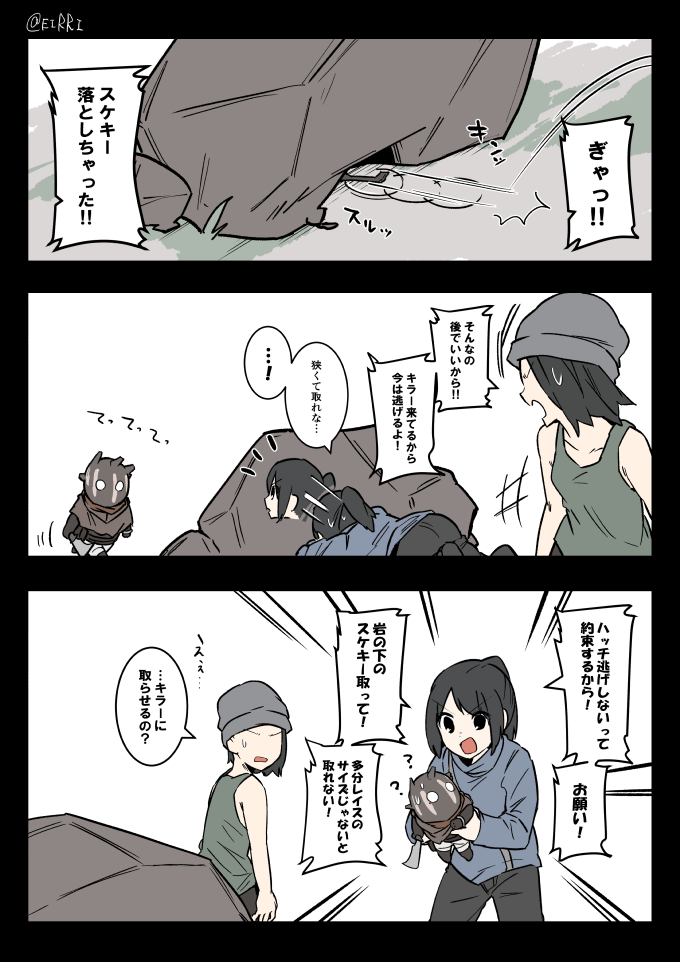 @EIRRI
ぎゃっ!!
キンッ
スルッ
スケキー
落としちゃった!!
そんなの
後でいいから!!
キラー来てるから
今は逃げるよ!
狭くて取れな…
…!
てってってっ
ハッチ逃げしないって
約束するから!
お願い!
岩の下の
スケキー取って!
多分レイスの
サイズじゃないと
取れない!
??
えぇ…
…キラーに
取らせるの?